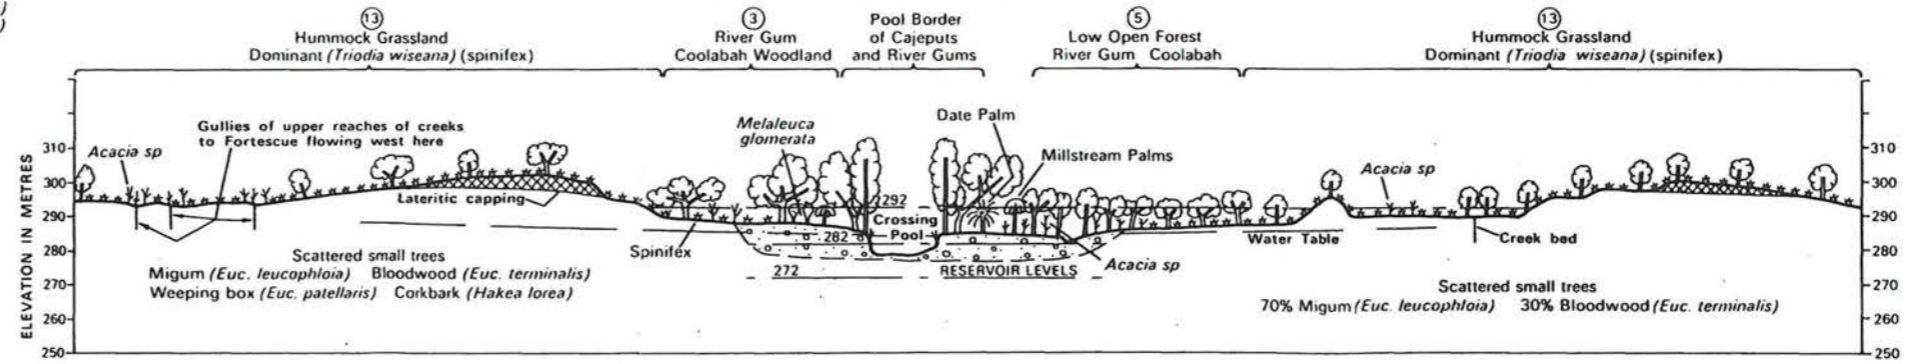 13
Hummock Grassland
Dominant (Triodia wiseana) (spinifex)
3
River Gum
Coolabah Woodland
Pool Border
of Cajeputs
and River Gums
5
Low Open Forest
River Gum Coolabah
13
Hummock Grassland
Dominant (Triodia wiseana) (spinifex)
ELEVATION IN METRES
310
300
290
280
270
260
250
Acacia sp
Gullies of upper reaches of creeks
to Fortescue flowing west here
Lateritic capping
Scattered small trees
Migum (Euc. leucophloia) Bloodwood (Euc. terminalis)
Weeping box (Euc. patellaris) Corkbark (Hakea lorea)
Spinifex
Melaleuca
glomerata
292
Crossing
Pool
282
272
RESERVOIR LEVELS
Date Palm
Millstream Palms
Acacia sp
Water Table
Acacia sp
Creek bed
Scattered small trees
70% Migum (Euc. leucophloia) 30% Bloodwood (Euc. terminalis)
310
300
290
280
270
260
250